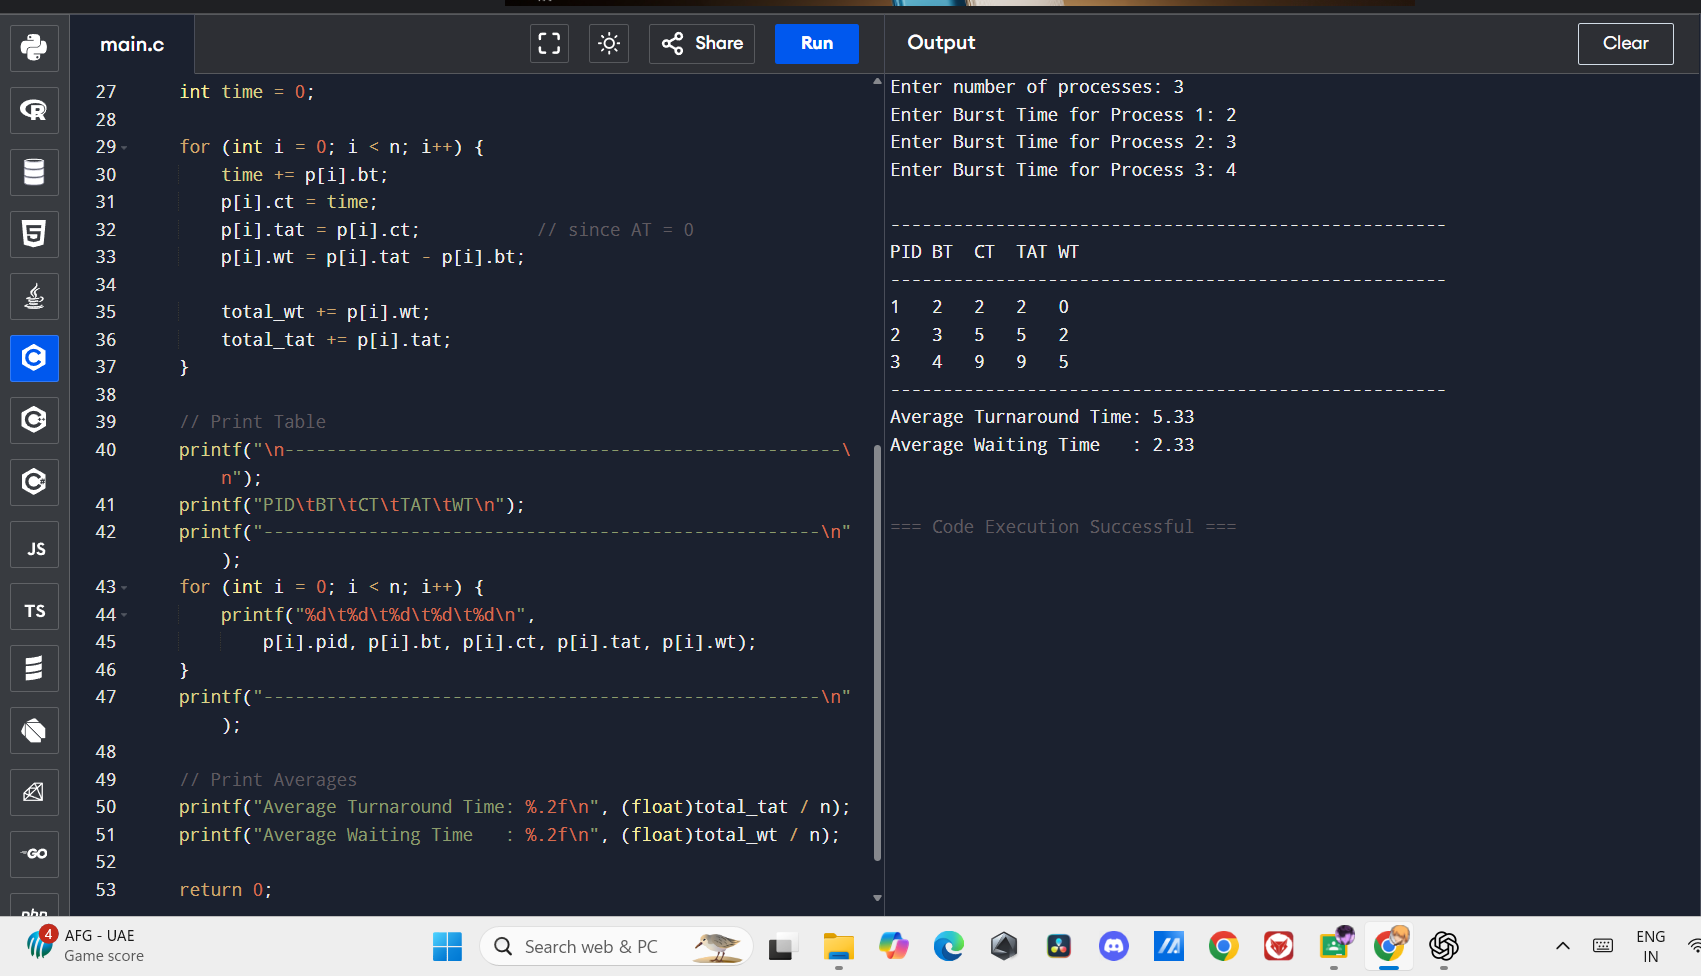 main.c
Share
Run
Output
Clear
27 int time = 0;
28
29 for (int i = 0; i < n; i++) {
30 time += p[i].bt;
31 p[i].ct = time;
32 p[i].tat = p[i].ct; // since AT = 0
33 p[i].wt = p[i].tat - p[i].bt;
34
35 total_wt += p[i].wt;
36 total_tat += p[i].tat;
37 }
38
39 // Print Table
40 printf("\n-----------------------------------------------------\
n");
41 printf("PID\tBT\tCT\tTAT\tWT\n");
42 printf("-----------------------------------------------------\n"
);
43 for (int i = 0; i < n; i++) {
44 printf("%d\t%d\t%d\t%d\t%d\n",
45 p[i].pid, p[i].bt, p[i].ct, p[i].tat, p[i].wt);
46 }
47 printf("-----------------------------------------------------\n"
);
48
49 // Print Averages
50 printf("Average Turnaround Time: %.2f\n", (float)total_tat / n);
51 printf("Average Waiting Time   : %.2f\n", (float)total_wt / n);
52
53 return 0;
Enter number of processes: 3
Enter Burst Time for Process 1: 2
Enter Burst Time for Process 2: 3
Enter Burst Time for Process 3: 4
-----------------------------------------------------
PID BT  CT  TAT WT
-----------------------------------------------------
1   2   2   2   0
2   3   5   5   2
3   4   9   9   5
-----------------------------------------------------
Average Turnaround Time: 5.33
Average Waiting Time   : 2.33
=== Code Execution Successful ===
JS
TS
GO
php
4
AFG - UAE
Game score
Search web & PC
ENG
IN